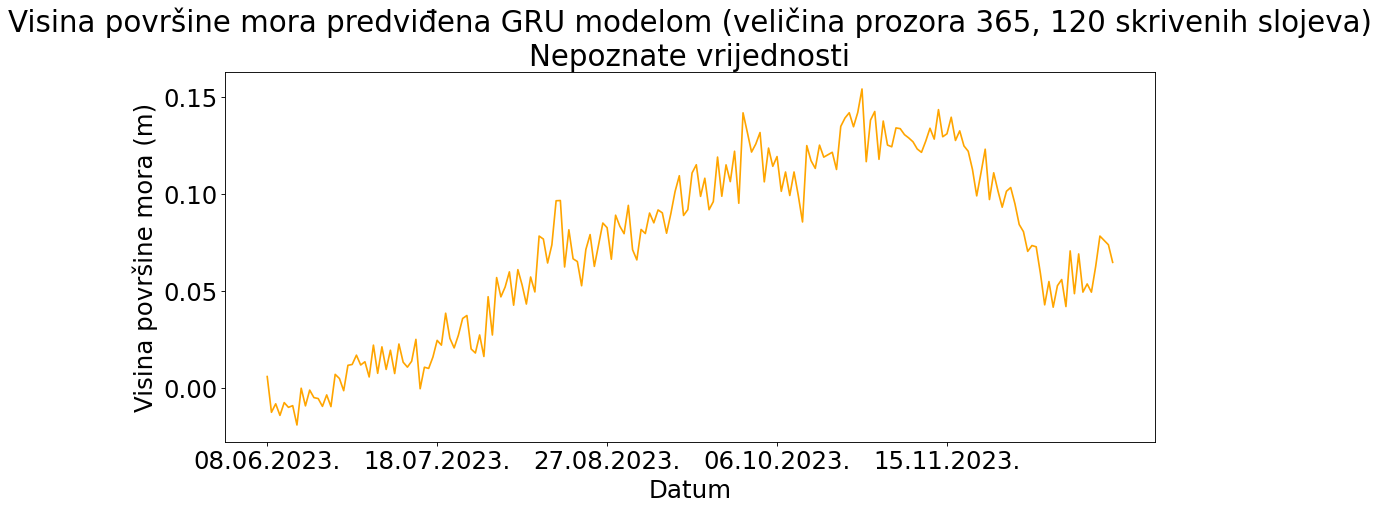 Visina površine mora predviđena GRU modelom (veličina prozora 365, 120 skrivenih slojeva)
Nepoznate vrijednosti
Visina površine mora (m)
0.15
0.10
0.05
0.00
08.06.2023. 18.07.2023. 27.08.2023. 06.10.2023. 15.11.2023.
Datum